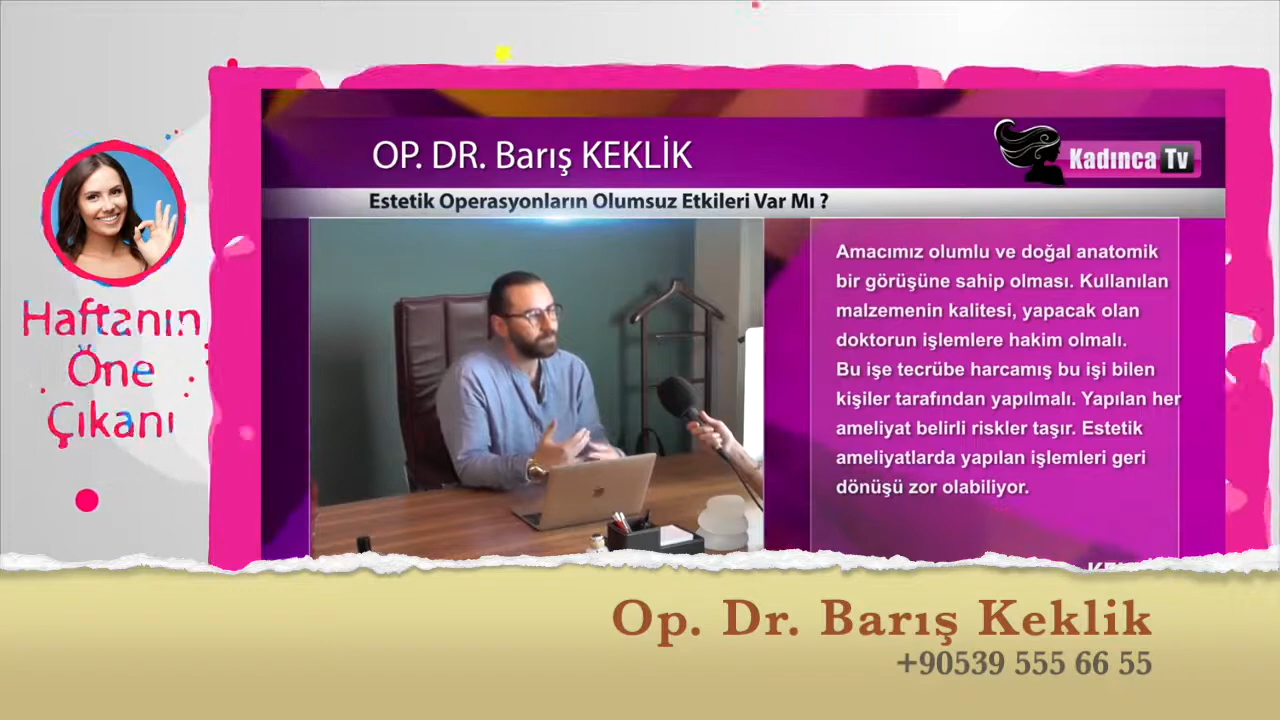 OP. DR. Barış KEKLİK
Kadınca Tv
Estetik Operasyonların Olumsuz Etkileri Var Mı ?
Haftanın
Öne
Çıkanı
Amacımız olumlu ve doğal anatomik
bir görüşüne sahip olması. Kullanılan
malzemenin kalitesi, yapacak olan
doktorun işlemlere hakim olmalı.
Bu işe tecrübe harcamış bu işi bilen
kişiler tarafından yapılmalı. Yapılan her
ameliyat belirli riskler taşır. Estetik
ameliyatlarda yapılan işlemleri geri
dönüşü zor olabiliyor.
Op. Dr. Barış Keklik
+90539 555 66 55